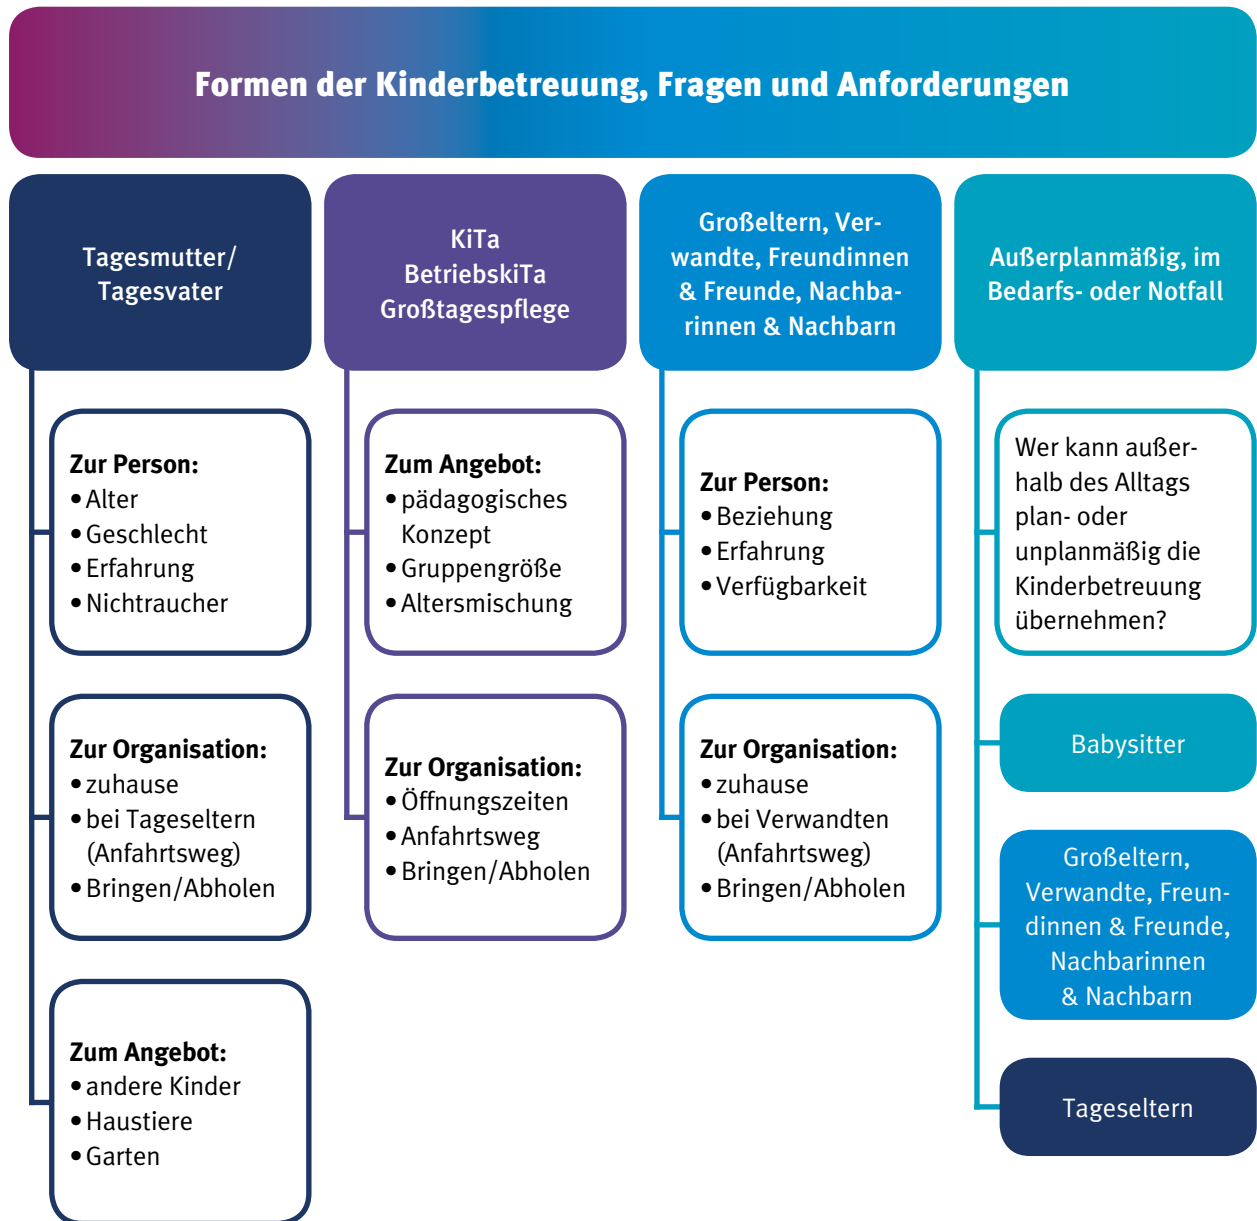 Formen der Kinderbetreuung, Fragen und Anforderungen
Tagesmutter/
Tagesvater
Zur Person:
• Alter
• Geschlecht
• Erfahrung
• Nichtraucher
Zur Organisation:
• zuhause
• bei Tageseltern
(Anfahrtsweg)
• Bringen/Abholen
Zum Angebot:
• andere Kinder
• Haustiere
• Garten
KiTa
BetriebskiTa
Großtagespflege
Zum Angebot:
• pädagogisches
Konzept
• Gruppengröße
• Altersmischung
Zur Organisation:
• Öffnungszeiten
• Anfahrtsweg
• Bringen/Abholen
Großeltern, Ver-
wandte, Freundinnen
& Freunde, Nachba-
rinnen & Nachbarn
Zur Person:
• Beziehung
• Erfahrung
• Verfügbarkeit
Zur Organisation:
• zuhause
• bei Verwandten
(Anfahrtsweg)
• Bringen/Abholen
Außerplanmäßig, im
Bedarfs- oder Notfall
Wer kann außer-
halb des Alltags
plan- oder
unplanmäßig die
Kinderbetreuung
übernehmen?
Babysitter
Großeltern,
Verwandte, Freun-
dinnen & Freunde,
Nachbarinnen
& Nachbarn
Tageseltern